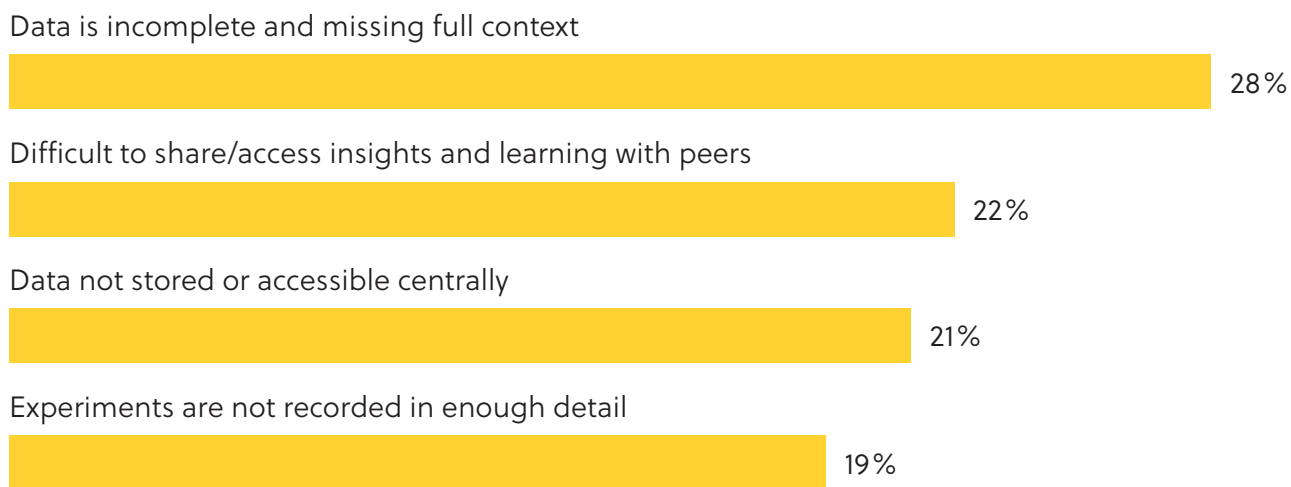 Data is incomplete and missing full context
28%
Difficult to share/access insights and learning with peers
22%
Data not stored or accessible centrally
21%
Experiments are not recorded in enough detail
19%